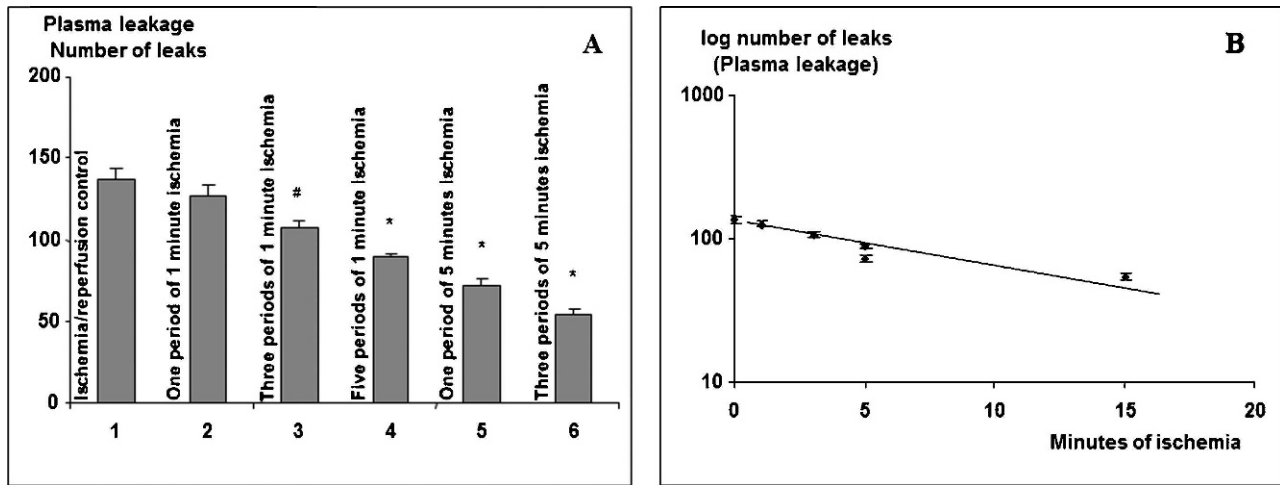 Plasma leakage
Number of leaks
A
200
150
100
50
0
Ischemia/reperfusion control
One period of 1 minute ischemia
Three periods of 1 minute ischemia
Five periods of 1 minute ischemia
One period of 5 minutes ischemia
Three periods of 5 minutes ischemia
#
*
*
*
1 2 3 4 5 6
log number of leaks
(Plasma leakage)
B
1000
100
10
0 5 10 15 20
Minutes of ischemia